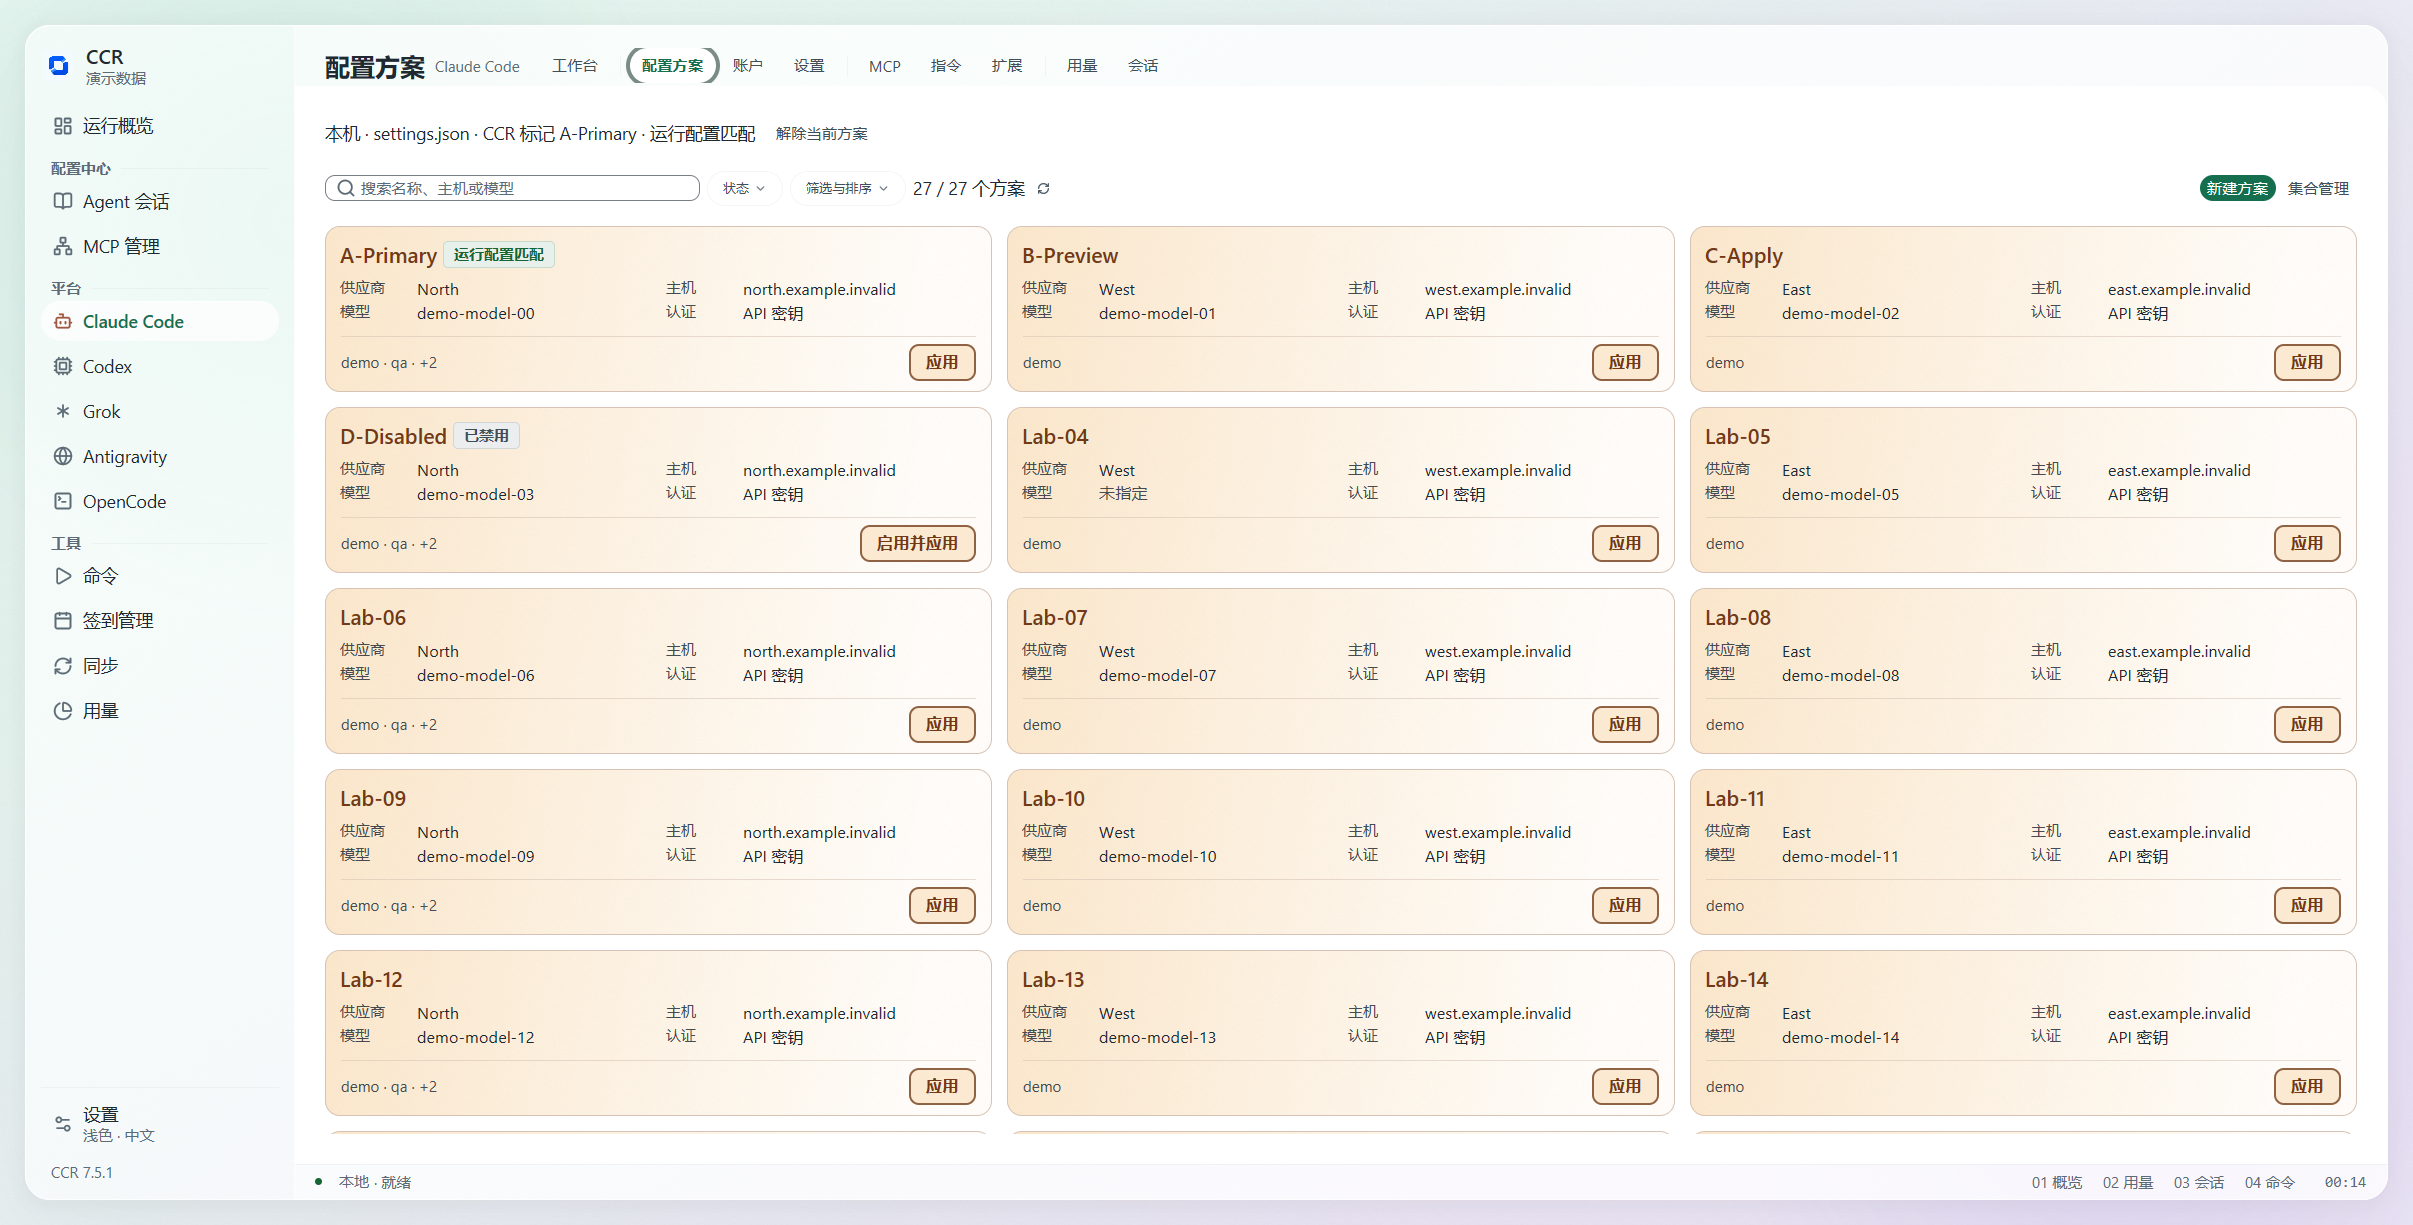 CCR
演示数据
运行概览
配置中心
Agent 会话
MCP 管理
平台
Claude Code
Codex
Grok
Antigravity
OpenCode
工具
命令
签到管理
同步
用量
设置
浅色 · 中文
CCR 7.5.1
配置方案 Claude Code 工作台 配置方案 账户 设置 MCP 指令 扩展 用量 会话
本机 · settings.json · CCR 标记 A-Primary · 运行配置匹配 解除当前方案
搜索名称、主机或模型 状态 筛选与排序 27 / 27 个方案 新建方案 集合管理
A-Primary 运行配置匹配
供应商 North 主机 north.example.invalid
模型 demo-model-00 认证 API 密钥
demo · qa · +2 应用
B-Preview
供应商 West 主机 west.example.invalid
模型 demo-model-01 认证 API 密钥
demo 应用
C-Apply
供应商 East 主机 east.example.invalid
模型 demo-model-02 认证 API 密钥
demo 应用
D-Disabled 已禁用
供应商 North 主机 north.example.invalid
模型 demo-model-03 认证 API 密钥
demo · qa · +2 启用并应用
Lab-04
供应商 West 主机 west.example.invalid
模型 未指定 认证 API 密钥
demo 应用
Lab-05
供应商 East 主机 east.example.invalid
模型 demo-model-05 认证 API 密钥
demo 应用
Lab-06
供应商 North 主机 north.example.invalid
模型 demo-model-06 认证 API 密钥
demo · qa · +2 应用
Lab-07
供应商 West 主机 west.example.invalid
模型 demo-model-07 认证 API 密钥
demo 应用
Lab-08
供应商 East 主机 east.example.invalid
模型 demo-model-08 认证 API 密钥
demo 应用
Lab-09
供应商 North 主机 north.example.invalid
模型 demo-model-09 认证 API 密钥
demo · qa · +2 应用
Lab-10
供应商 West 主机 west.example.invalid
模型 demo-model-10 认证 API 密钥
demo 应用
Lab-11
供应商 East 主机 east.example.invalid
模型 demo-model-11 认证 API 密钥
demo 应用
Lab-12
供应商 North 主机 north.example.invalid
模型 demo-model-12 认证 API 密钥
demo · qa · +2 应用
Lab-13
供应商 West 主机 west.example.invalid
模型 demo-model-13 认证 API 密钥
demo 应用
Lab-14
供应商 East 主机 east.example.invalid
模型 demo-model-14 认证 API 密钥
demo 应用
本地 · 就绪 01 概览 02 用量 03 会话 04 命令 00:14